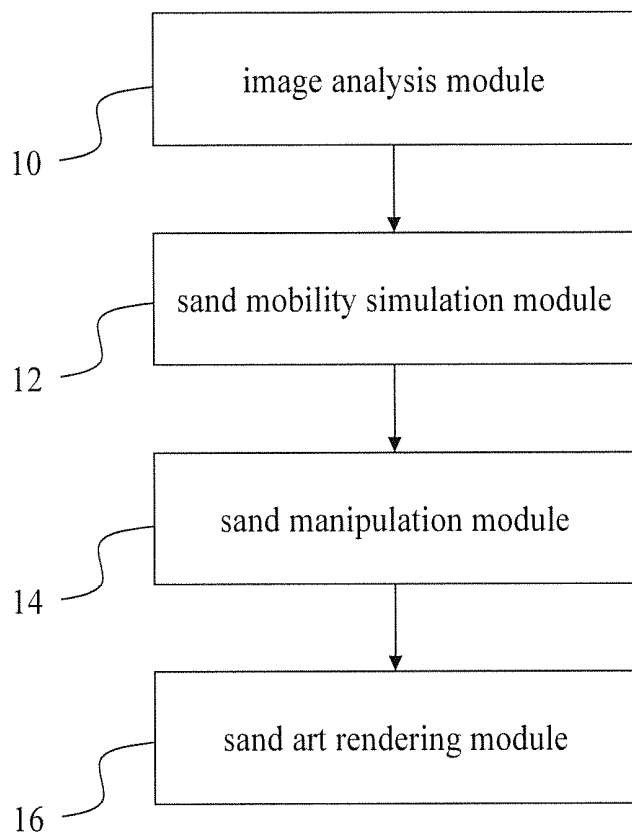 image analysis module
10
sand mobility simulation module
12
sand manipulation module
14
sand art rendering module
16